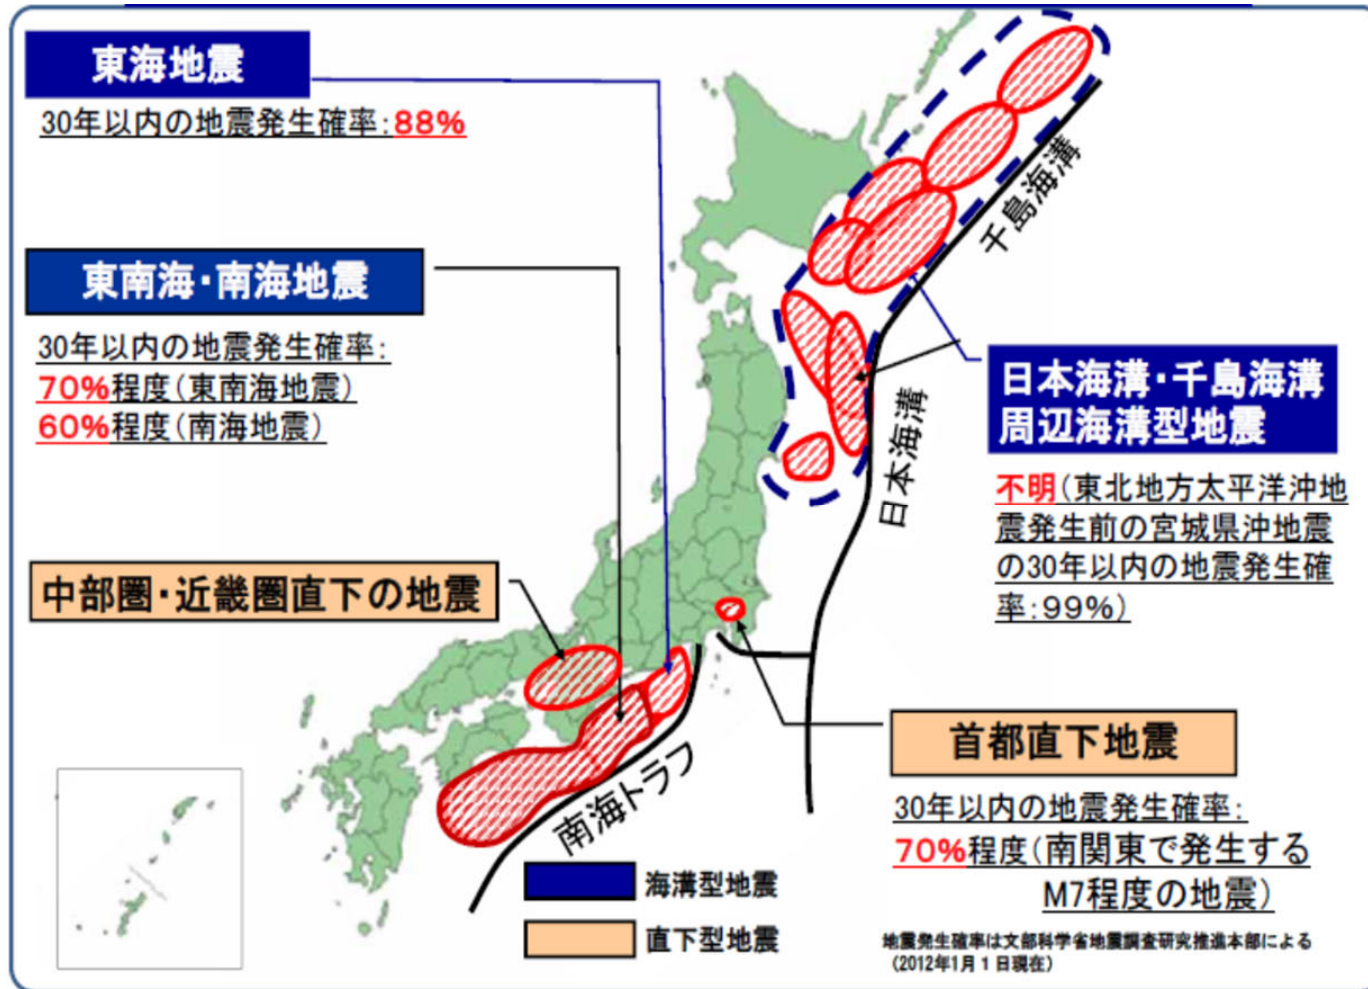 東海地震
30年以内の地震発生確率:88%
東南海・南海地震
30年以内の地震発生確率:
70%程度(東南海地震)
60%程度(南海地震)
中部圏・近畿圏直下の地震
千島海溝
日本海溝
日本海溝・千島海溝
周辺海溝型地震
不明(東北地方太平洋沖地
震発生前の宮城県沖地震
の30年以内の地震発生確
率:99%)
首都直下地震
30年以内の地震発生確率:
70%程度(南関東で発生する
M7程度の地震)
南海トラフ
海溝型地震
直下型地震
地震発生確率は文部科学省地震調査研究推進本部による
(2012年1月1日現在)